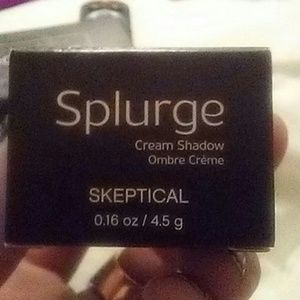 Splurge
Cream Shadow
Ombre Crème
SKEPTICAL
0.16 oz / 4.5 g